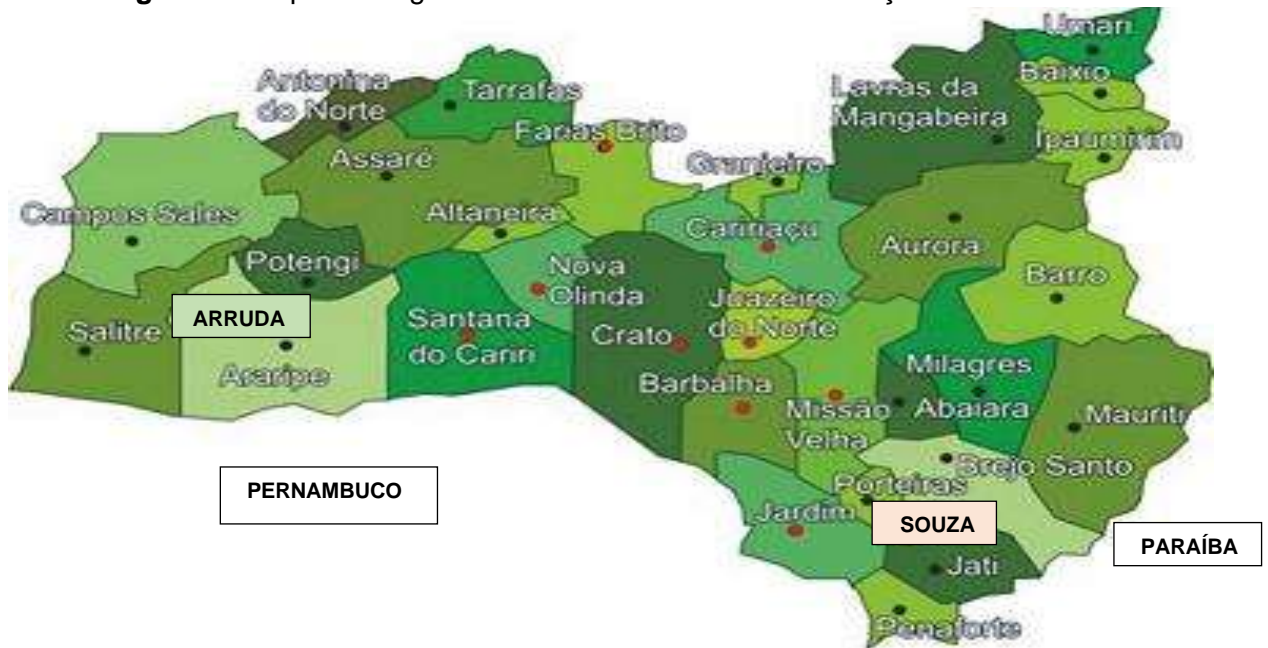 Umari
Baixio
Lavras da
Mangabeira
Ipaumirim
Antonina
do Norte
Tarrafas
Farias Brito
Assaré
Granjeiro
Campos Sales
Altaneira
Caririaçu
Aurora
Potengi
Nova
Olinda
Barro
Juazeiro
do Norte
ARRUDA
Salitre
Santana
do Cariri
Crato
Araripe
Milagres
Barbalha
Abaiara
Missão
Velha
Mauriti
Brejo Santo
Porteiras
PERNAMBUCO
Jardim
SOUZA
PARAÍBA
Jati
Penaforte